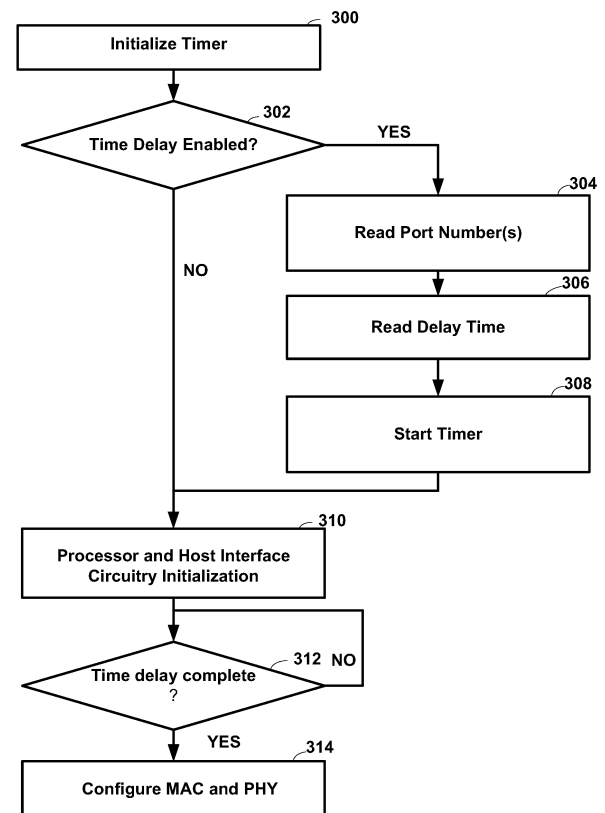 300
Initialize Timer
302
Time Delay Enabled?
YES
304
Read Port Number(s)
NO
306
Read Delay Time
308
Start Timer
310
Processor and Host Interface
Circuitry Initialization
312
NO
Time delay complete
?
YES
314
Configure MAC and PHY